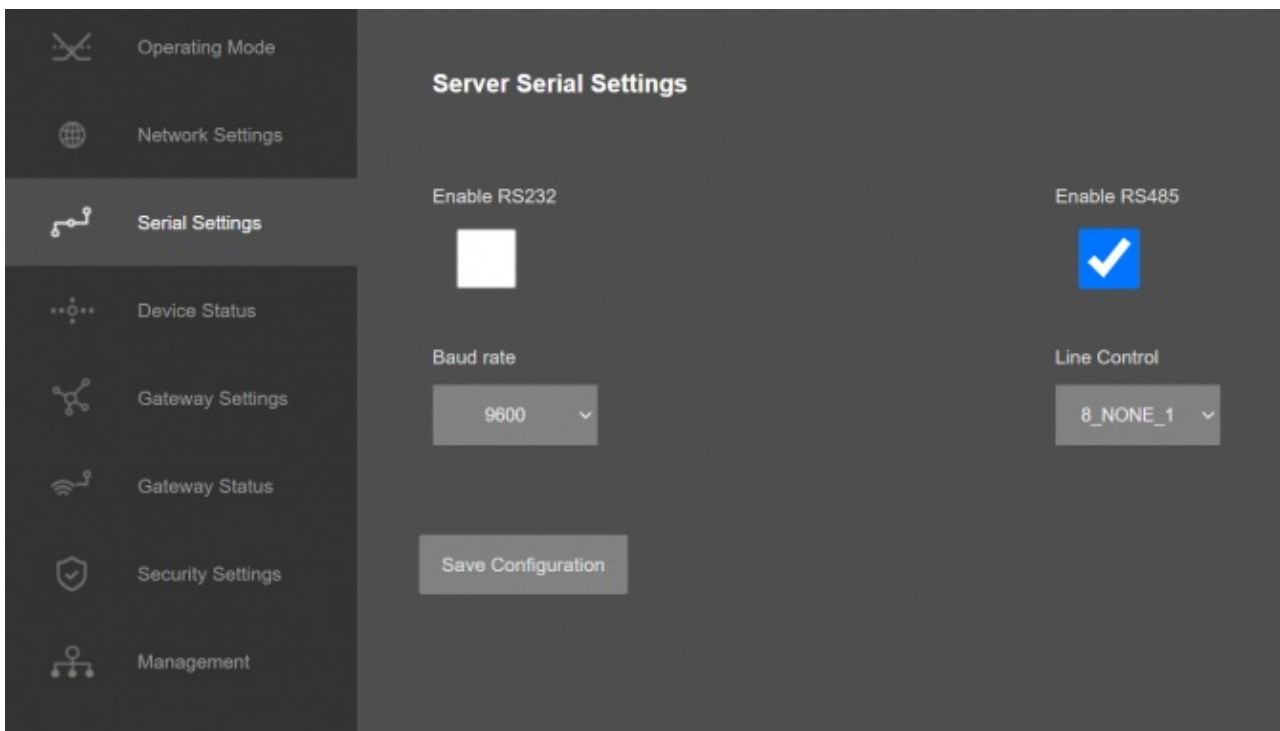 Operating Mode
Network Settings
Serial Settings
Device Status
Gateway Settings
Gateway Status
Security Settings
Management
Server Serial Settings
Enable RS232
Enable RS485
Baud rate
Line Control
9600
8_NONE_1
Save Configuration